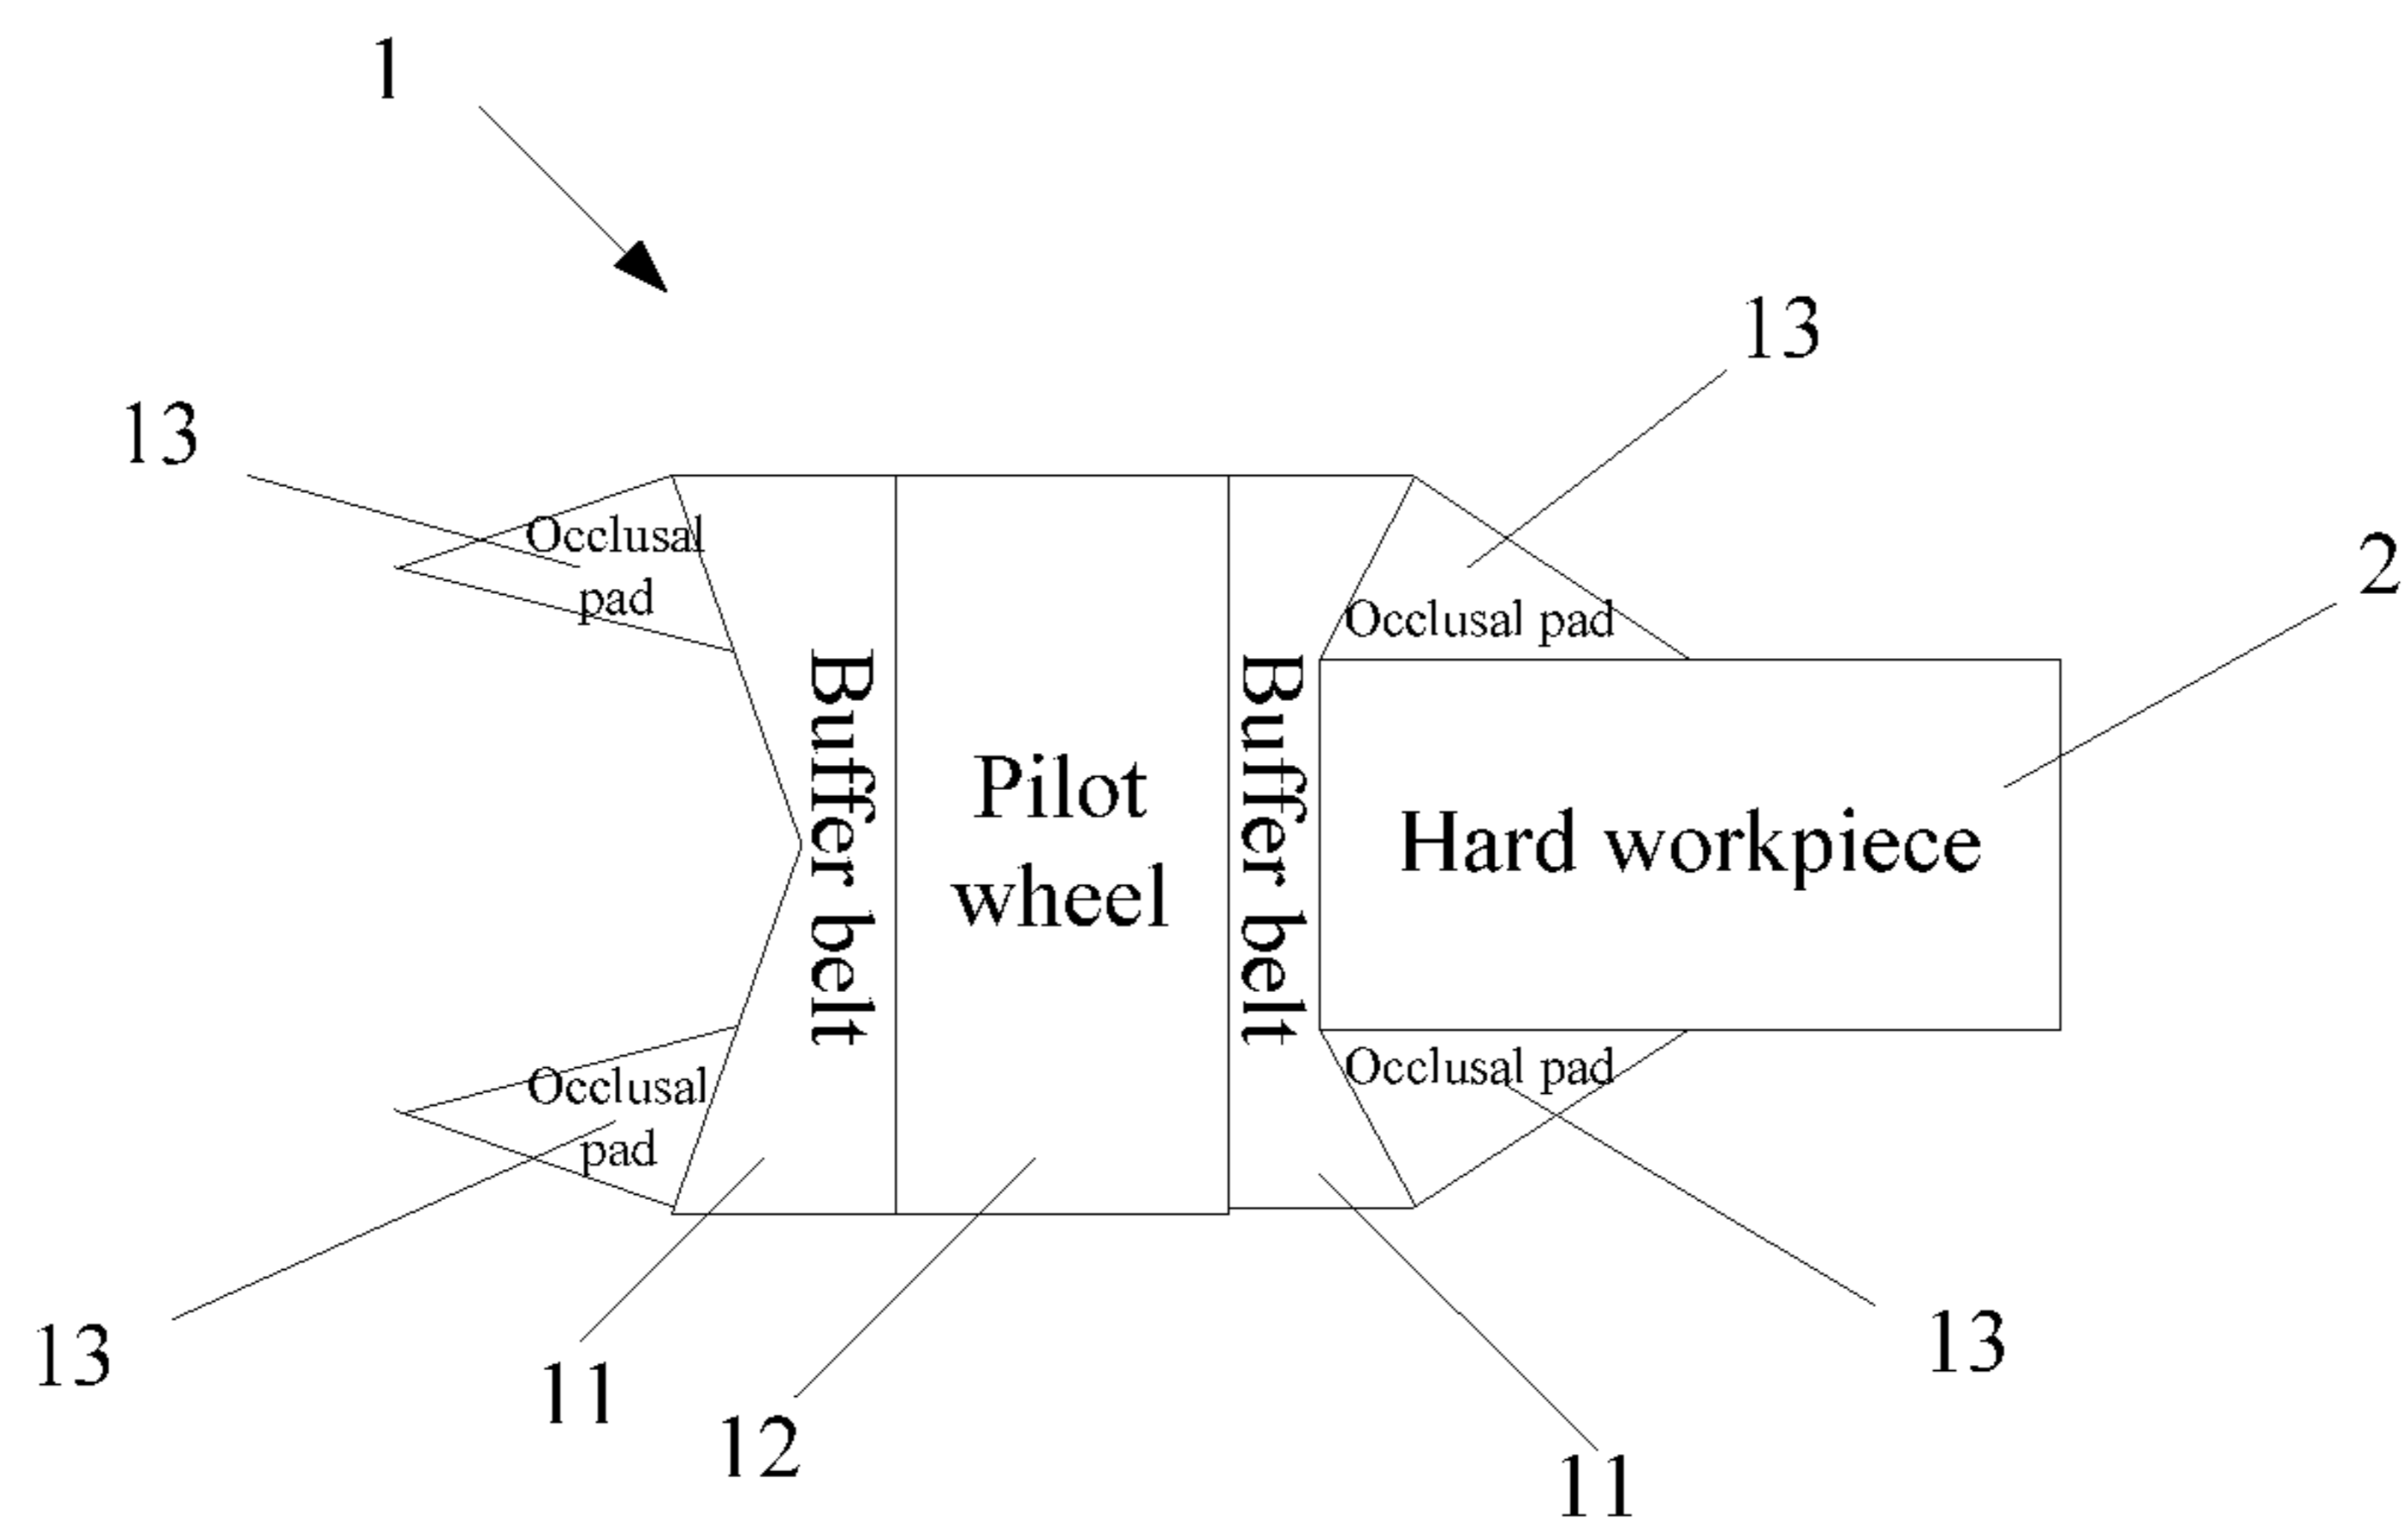 1
13
13
Occlusal
pad
2
Occlusal pad
Buffer belt
Pilot
wheel
Buffer belt
Hard workpiece
Occlusal
pad
Occlusal pad
13
11
12
13
11